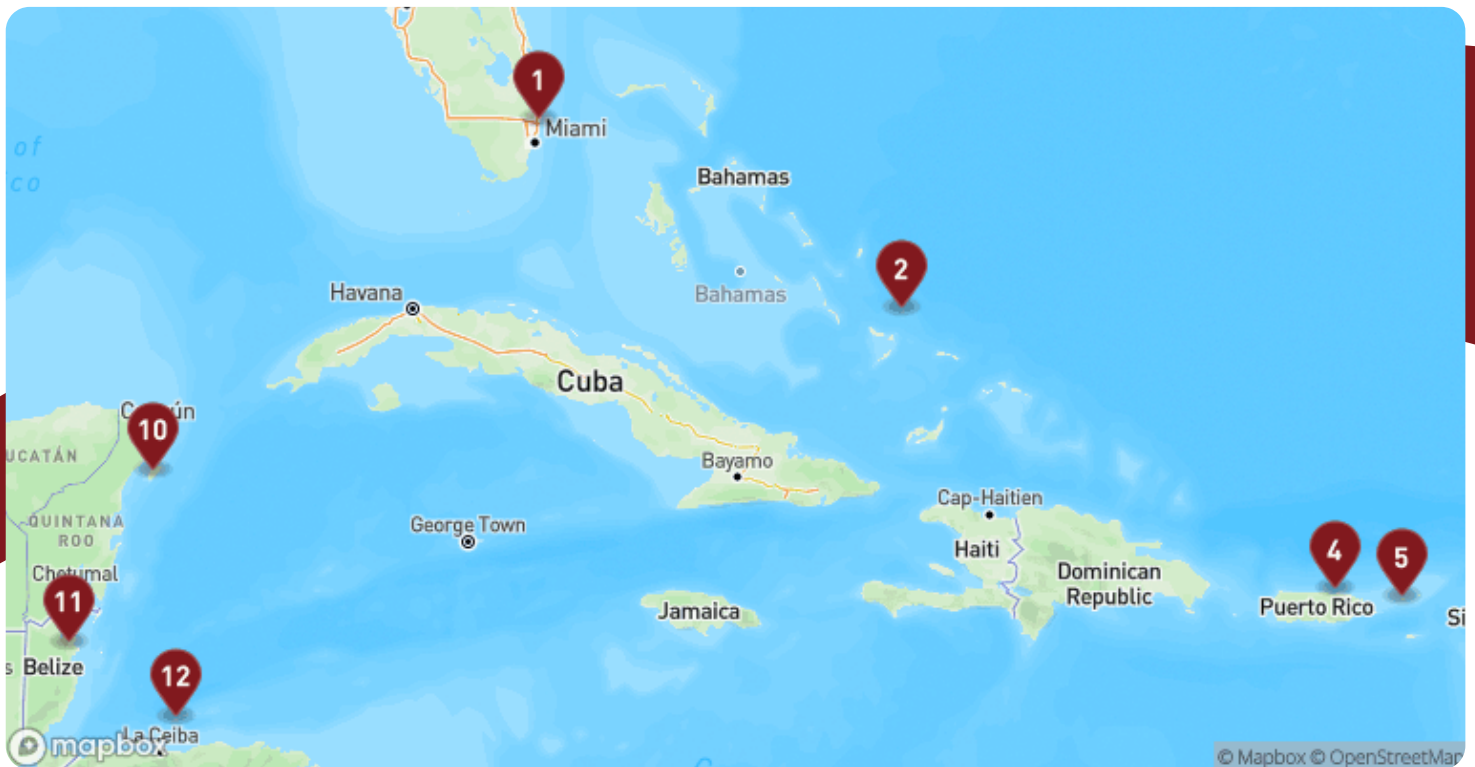 of
co
1
Miami
Bahamas
2
Havana
Bahamas
Cuba
10
UCATÁN
Bayamo
Cap-Haitien
QUINTANA
ROO
George Town
Haiti
4
5
Chetumal
Dominican
Republic
11
Jamaica
Puerto Rico
Si
s Belize
12
La Ceiba
mapbox
© Mapbox © OpenStreetMap